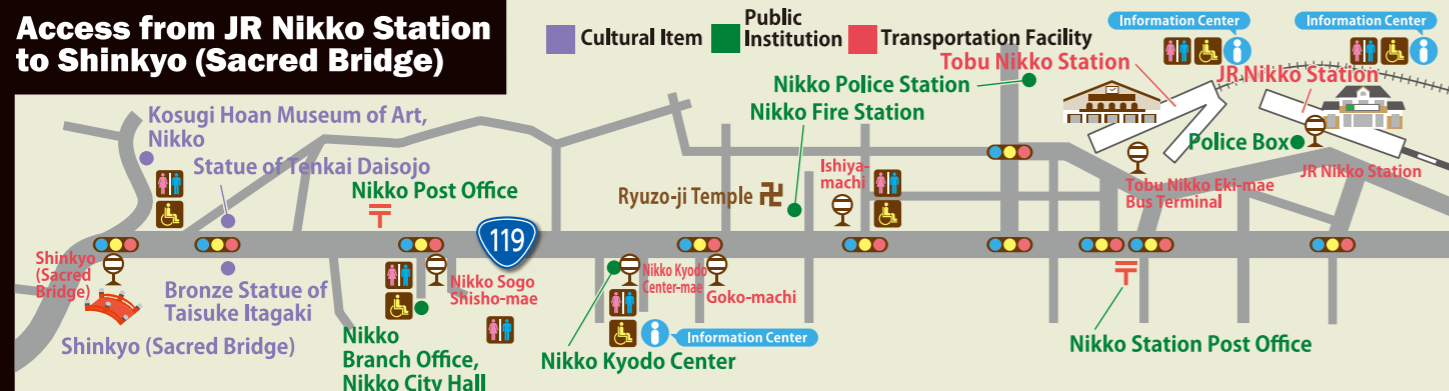 Access from JR Nikko Station
to Shinkyo (Sacred Bridge)
Cultural Item
Public
Institution
Transportation Facility
Information Center
Information Center
Tobu Nikko Station
JR Nikko Station
Nikko Police Station
Nikko Fire Station
Kosugi Hoan Museum of Art,
Nikko
Statue of Tenkai Daisojo
Nikko Post Office
〒
Ryuzo-ji Temple 卍
Ishiya-
machi
Police Box
Tobu Nikko Eki-mae
Bus Terminal
JR Nikko Station
119
Shinkyo
(Sacred
Bridge)
Shinkyo (Sacred Bridge)
Bronze Statue of
Taisuke Itagaki
Nikko Sogo
Shisho-mae
Nikko
Branch Office,
Nikko City Hall
Nikko Kyodo
Center-mae
Goko-machi
Information Center
Nikko Kyodo Center
〒
Nikko Station Post Office